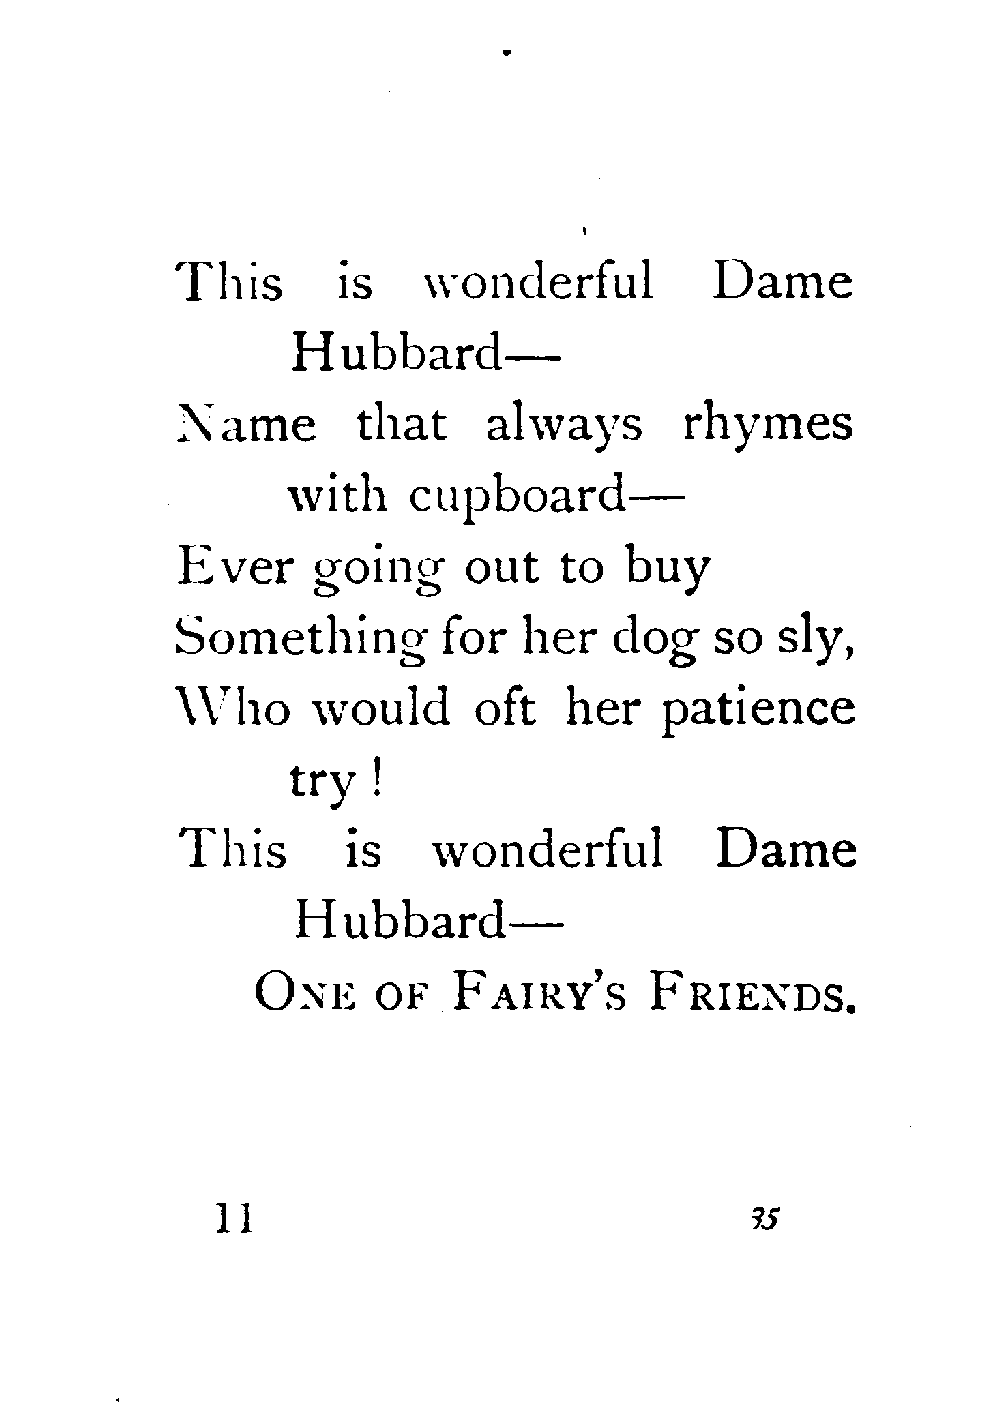 This is wonderful Dame
Hubbard—
Name that always rhymes
with cupboard—
Ever going out to buy
Something for her dog so sly,
Who would oft her patience
try !
This is wonderful Dame
Hubbard—
ONE OF FAIRY'S FRIENDS.
11 35